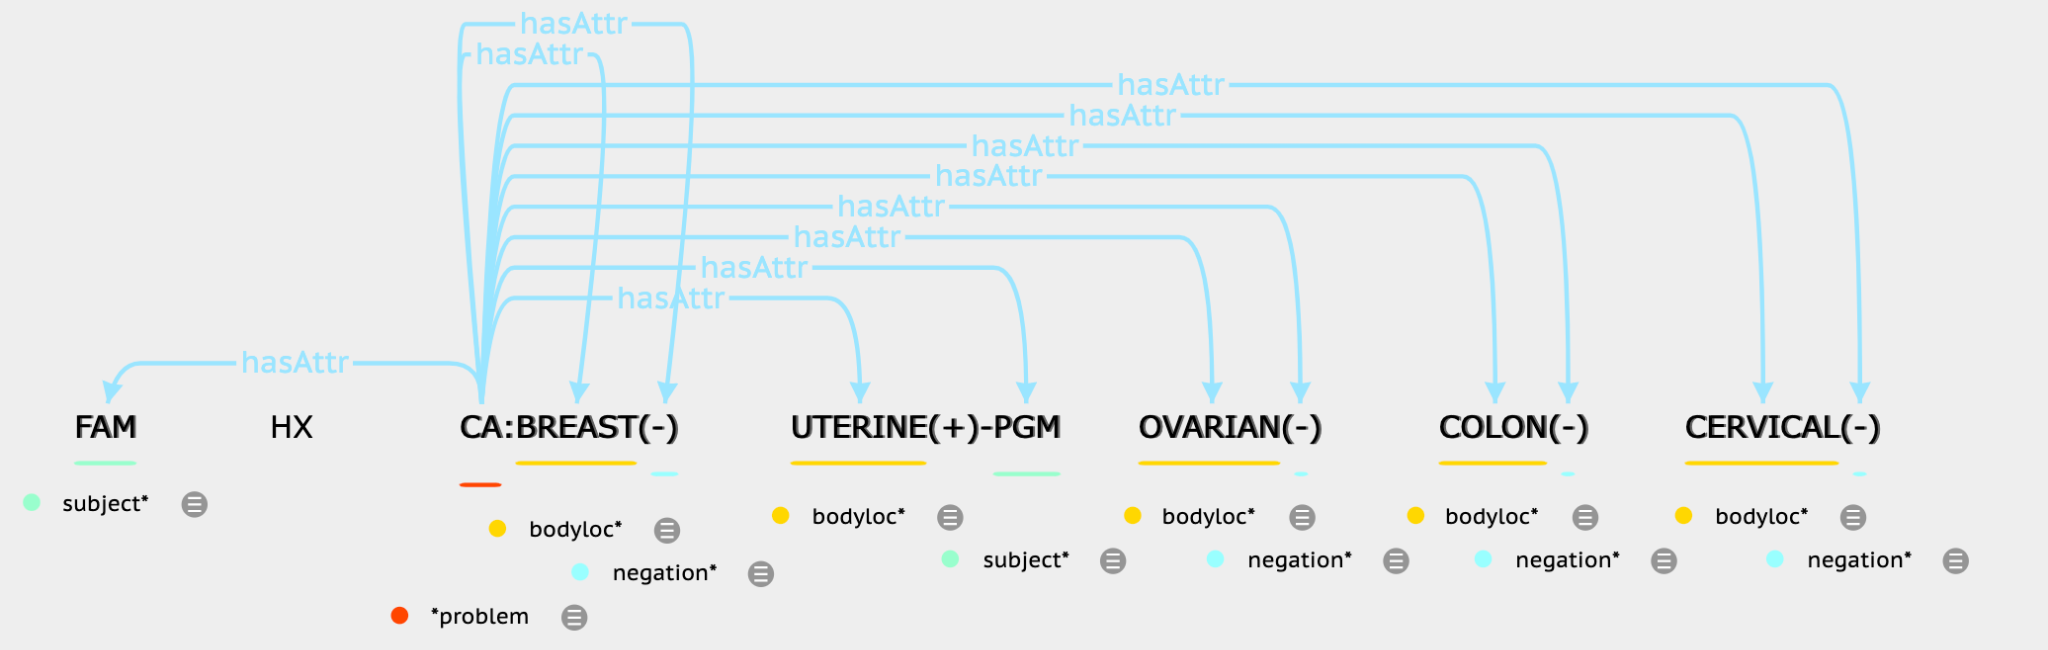 hasAttr
hasAttr
hasAttr
hasAttr
hasAttr
hasAttr
hasAttr
hasAttr
hasAttr
hasAttr
hasAttr
FAM HX CA:BREAST(-) UTERINE(+)-PGM OVARIAN(-) COLON(-) CERVICAL(-)
subject* bodyloc* bodyloc* bodyloc* bodyloc* bodyloc*
negation* subject* negation* negation* negation*
*problem